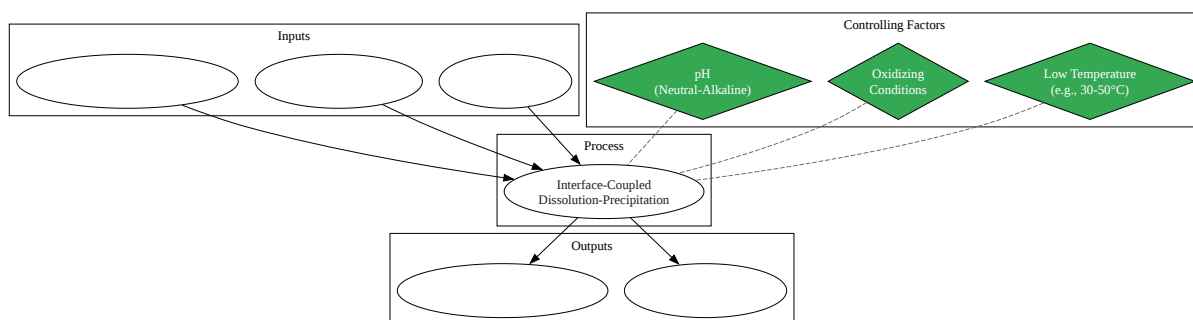 Inputs
Controlling Factors
pH
(Neutral-Alkaline)
Oxidizing
Conditions
Low Temperature
(e.g., 30-50°C)
Process
Interface-Coupled
Dissolution-Precipitation
Outputs